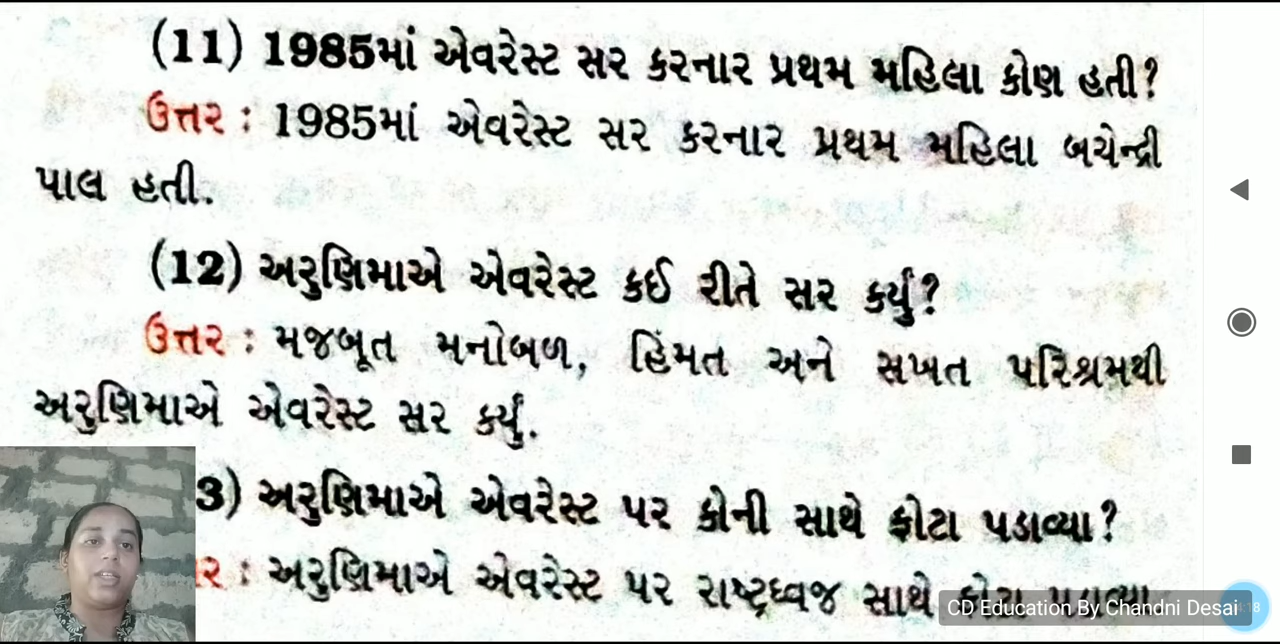 (11) 1985માં એવરેસ્ટ સર કરનાર પ્રથમ મહિલા કોણ હતી?
ઉત્તર : 1985માં એવરેસ્ટ સર કરનાર પ્રથમ મહિલા બચેન્દ્રી
પાલ હતી.
(12) અરુણિમાએ એવરેસ્ટ કઈ રીતે સર કર્યું?
ઉત્તર : મજબૂત મનોબળ, હિંમત અને સખત પરિશ્રમથી
અરુણિમાએ એવરેસ્ટ સર કર્યું.
3) અરુણિમાએ એવરેસ્ટ પર કોની સાથે ફોટા પડાવ્યા?
ર : અરુણિમાએ એવરેસ્ટ પર રાષ્ટ્રધ્વજ સાથે
CD Education By Chandni Desai